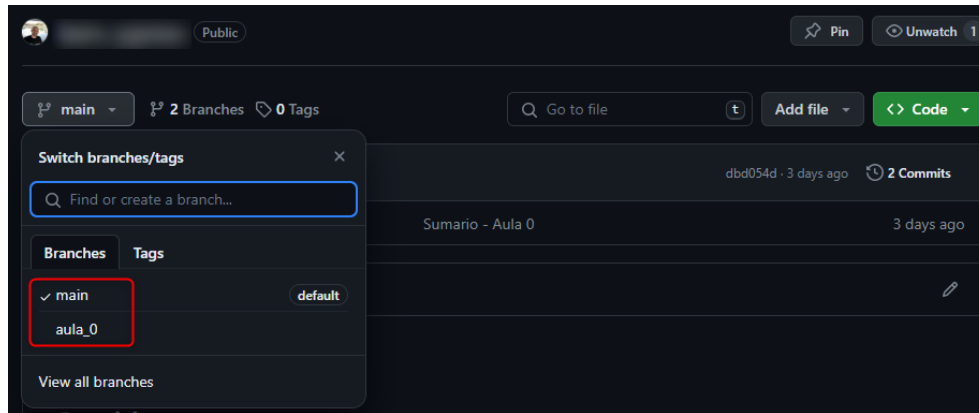 Public
Pin
Unwatch 1
main
2 Branches
0 Tags
Go to file
t
Add file
Code
Switch branches/tags
dbd054d · 3 days ago
2 Commits
Find or create a branch...
Sumario - Aula 0
3 days ago
Branches
Tags
main
default
aula_0
View all branches